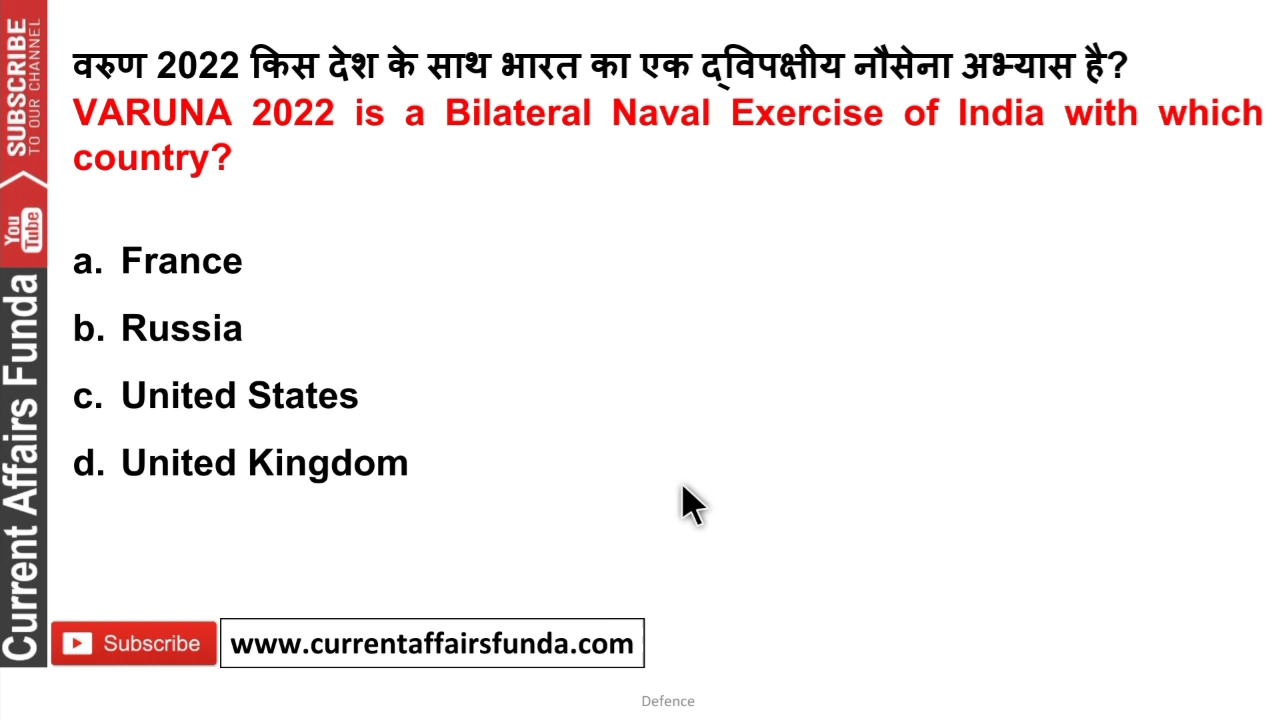 वरुण 2022 किस देश के साथ भारत का एक द्विपक्षीय नौसेना अभ्यास है?
VARUNA 2022 is a Bilateral Naval Exercise of India with which
country?
a. France
b. Russia
c. United States
d. United Kingdom
SUBSCRIBE
TO OUR CHANNEL
You
Tube
Current Affairs Funda
Subscribe
www.currentaffairsfunda.com
Defence